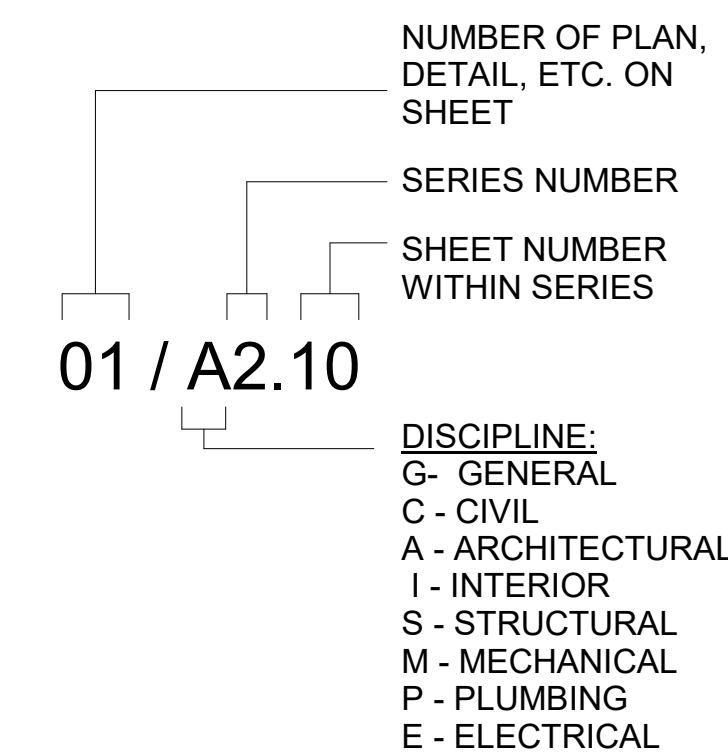 NUMBER OF PLAN,
DETAIL, ETC. ON
SHEET
SERIES NUMBER
SHEET NUMBER
WITHIN SERIES
01 / A2.10
DISCIPLINE:
G- GENERAL
C - CIVIL
A - ARCHITECTURAL
I - INTERIOR
S - STRUCTURAL
M - MECHANICAL
P - PLUMBING
E - ELECTRICAL